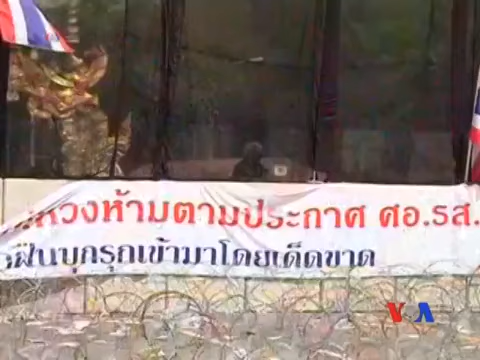 หวงห้ามตามประกาศ ศอ.รส.
ฝืนบุกรุกเข้ามาโดยเด็ดขาด
VOA